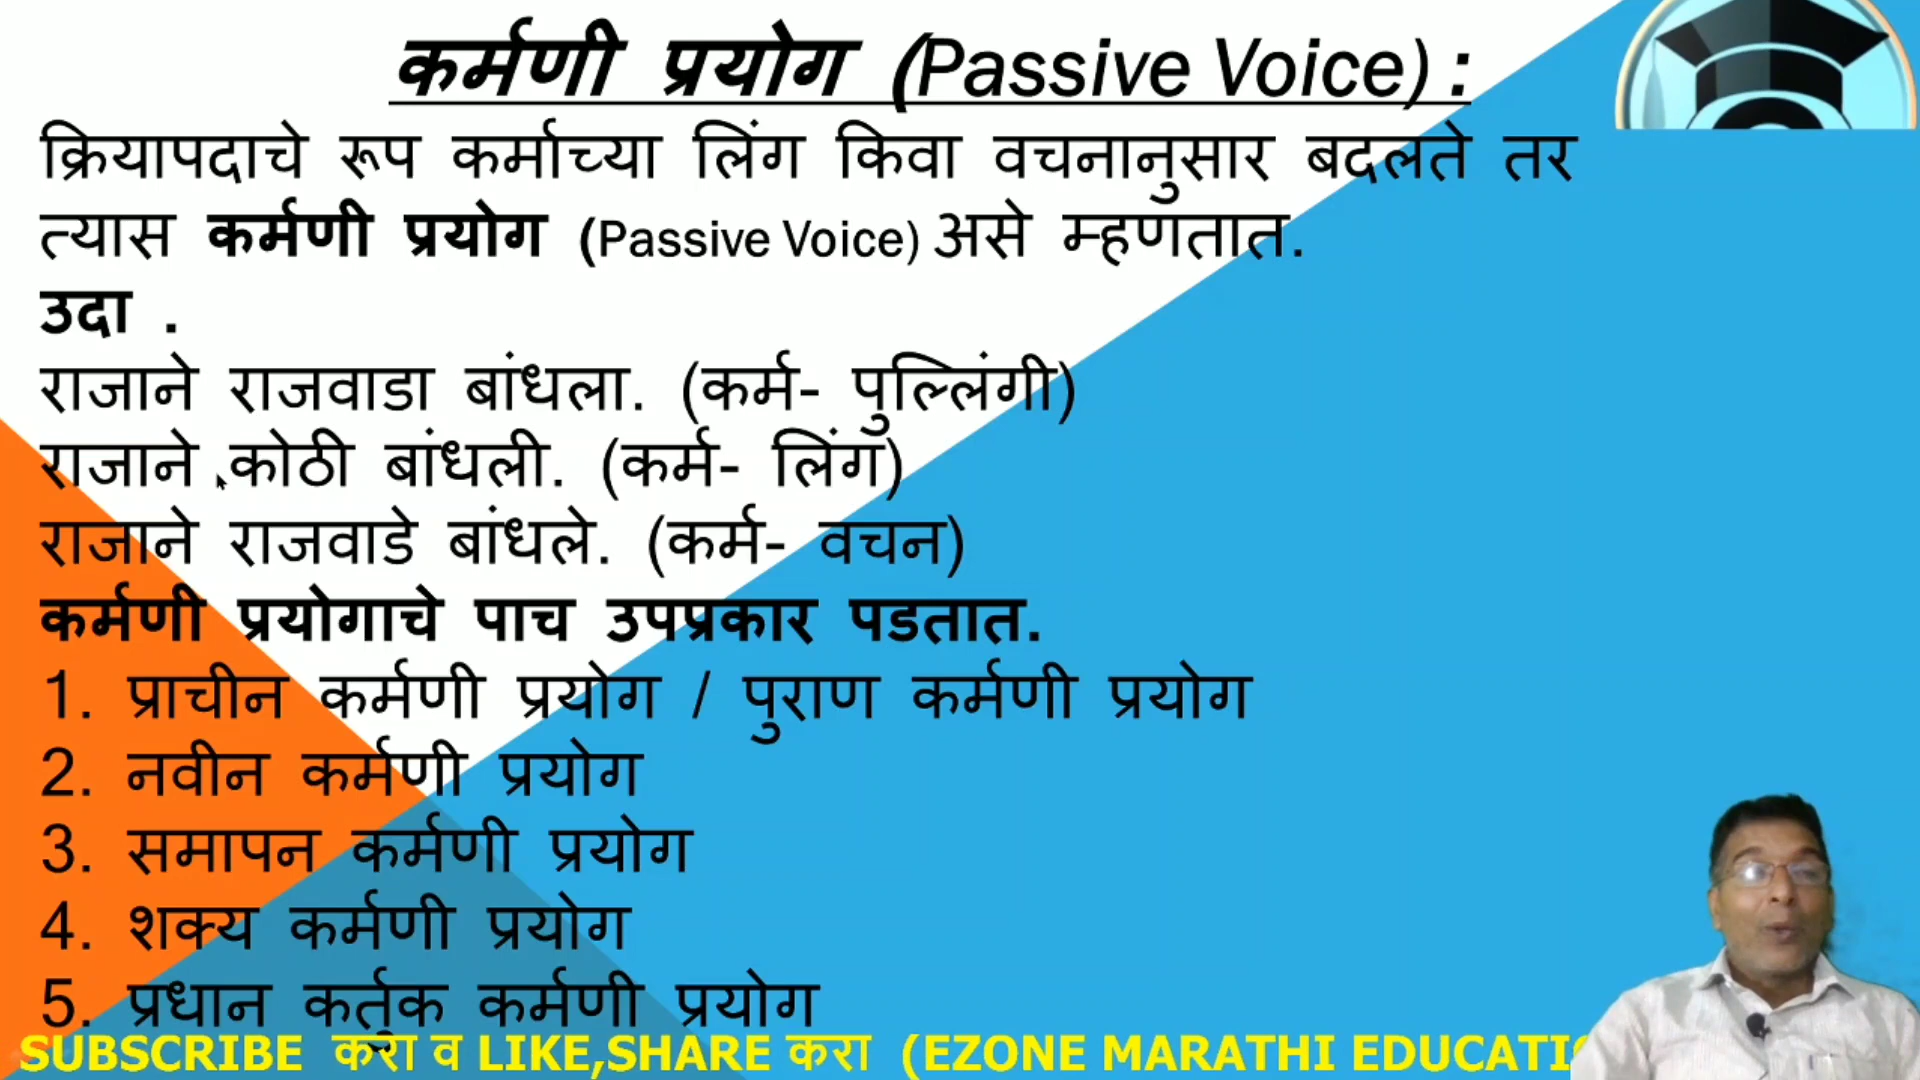 कर्मणी प्रयोग (Passive Voice) :
क्रियापदाचे रूप कर्माच्या लिंग किवा वचनानुसार बदलते तर
त्यास कर्मणी प्रयोग (Passive Voice) असे म्हणतात.
उदा .
राजाने राजवाडा बांधला. (कर्म- पुल्लिंगी)
राजाने कोठी बांधली. (कर्म- लिंग)
राजाने राजवाडे बांधले. (कर्म- वचन)
कर्मणी प्रयोगाचे पाच उपप्रकार पडतात.
1. प्राचीन कर्मणी प्रयोग / पुराण कर्मणी प्रयोग
2. नवीन कर्मणी प्रयोग
3. समापन कर्मणी प्रयोग
4. शक्य कर्मणी प्रयोग
5. प्रधान कर्तुक कर्मणी प्रयोग
SUBSCRIBE करा व LIKE,SHARE करा (EZONE MARATHI EDUCATI